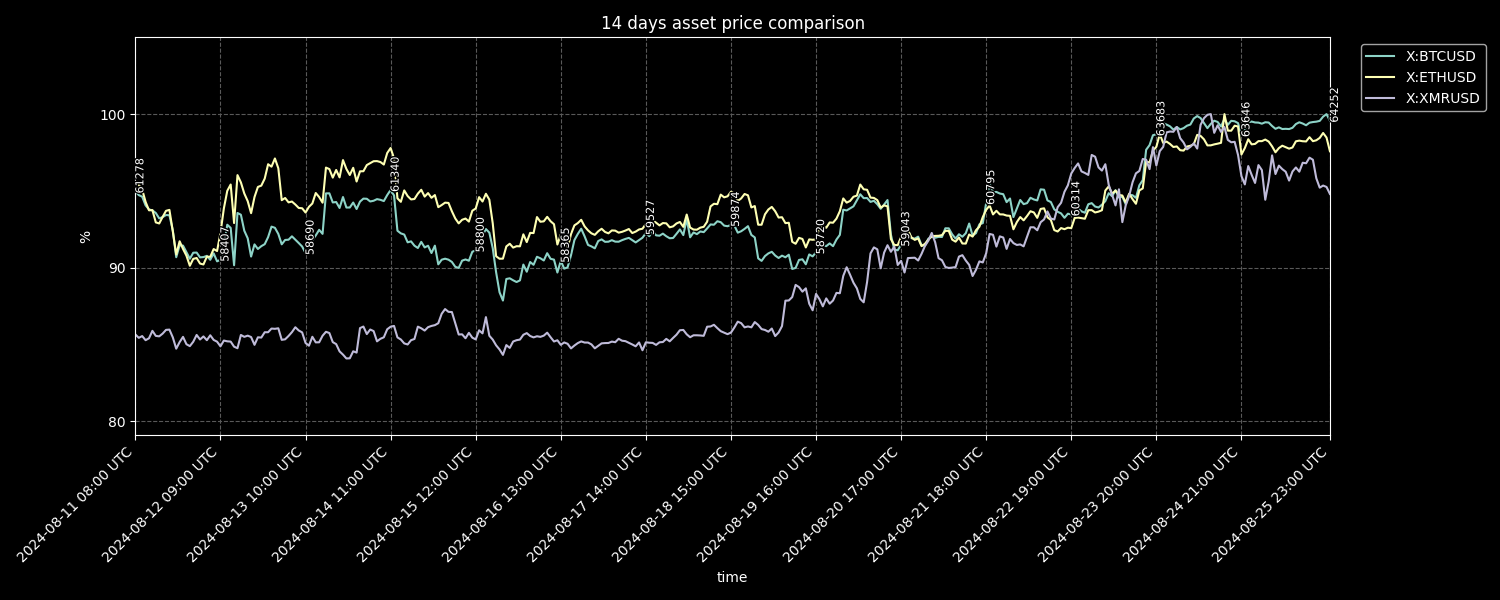 14 days asset price comparison
X:BTCUSD
X:ETHUSD
X:XMRUSD
%
100
90
80
61278
58807
58690
61340
58800
58365
59527
59874
58720
59043
60795
60314
63683
63646
64252
2024-08-11 08:00 UTC
2024-08-12 09:00 UTC
2024-08-13 10:00 UTC
2024-08-14 11:00 UTC
2024-08-15 12:00 UTC
2024-08-16 13:00 UTC
2024-08-17 14:00 UTC
2024-08-18 15:00 UTC
2024-08-19 16:00 UTC
2024-08-20 17:00 UTC
2024-08-21 18:00 UTC
2024-08-22 19:00 UTC
2024-08-23 20:00 UTC
2024-08-24 21:00 UTC
2024-08-25 23:00 UTC
time